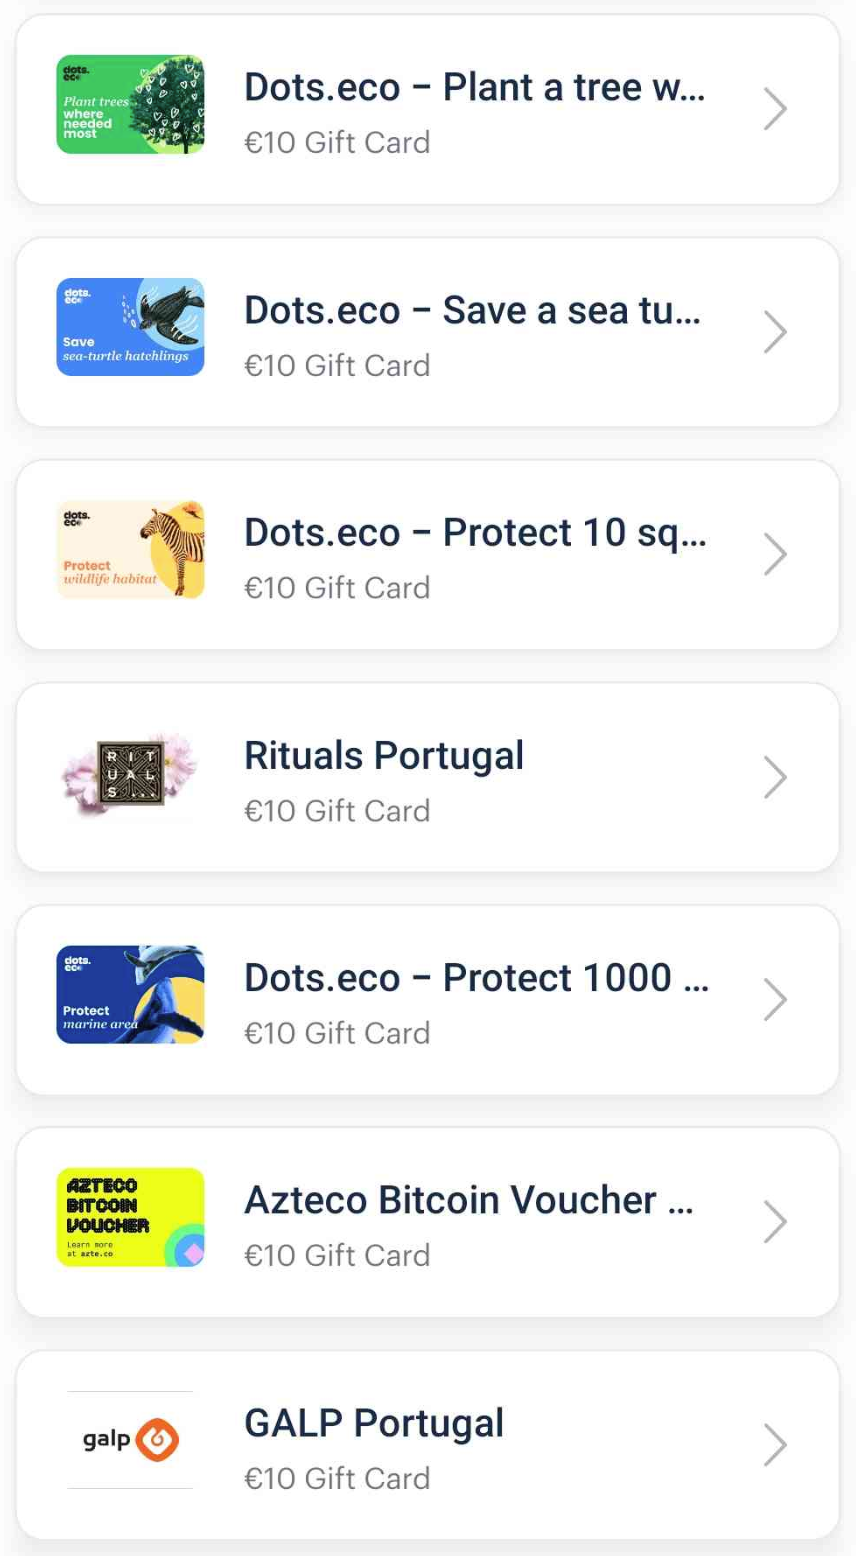 dots.
eco
Plant trees
where
needed
most
Dots.eco – Plant a tree w...
€10 Gift Card
dots.
eco
Save
sea-turtle hatchlings
Dots.eco – Save a sea tu...
€10 Gift Card
dots.
eco
Protect
wildlife habitat
Dots.eco – Protect 10 sq...
€10 Gift Card
RIT
UAL
S...
Rituals Portugal
€10 Gift Card
dots.
eco
Protect
marine area
Dots.eco – Protect 1000 ...
€10 Gift Card
AZTECO
BITCOIN
VOUCHER
Learn more
at azte.co
Azteco Bitcoin Voucher ...
€10 Gift Card
galp
GALP Portugal
€10 Gift Card